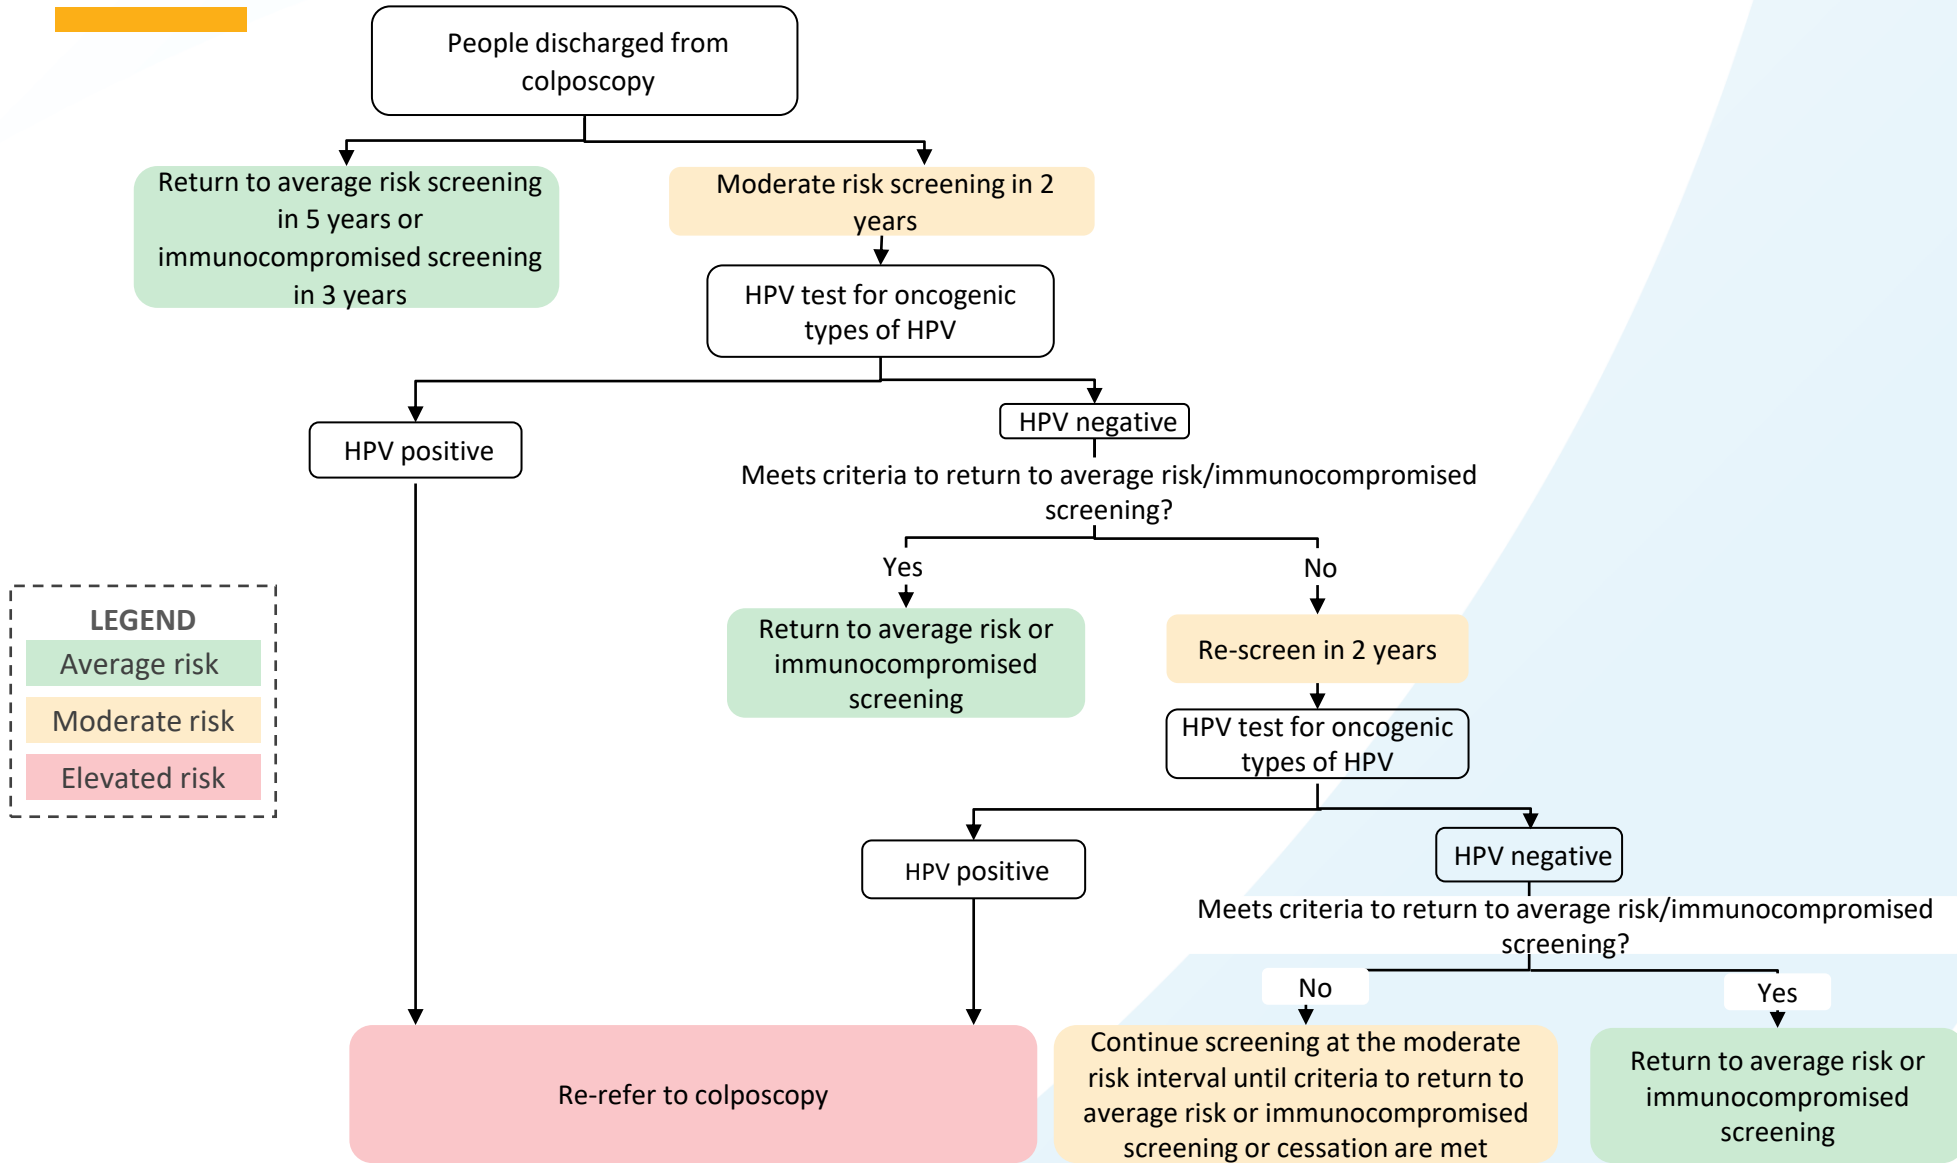 People discharged from
colposcopy
Return to average risk screening
in 5 years or
immunocompromised screening
in 3 years
Moderate risk screening in 2
years
HPV test for oncogenic
types of HPV
HPV positive
HPV negative
Meets criteria to return to average risk/immunocompromised
screening?
Yes
No
Return to average risk or
immunocompromised
screening
Re-screen in 2 years
LEGEND
Average risk
Moderate risk
Elevated risk
HPV test for oncogenic
types of HPV
HPV positive
HPV negative
Meets criteria to return to average risk/immunocompromised
screening?
No
Yes
Re-refer to colposcopy
Continue screening at the moderate
risk interval until criteria to return to
average risk or immunocompromised
screening or cessation are met
Return to average risk or
immunocompromised
screening